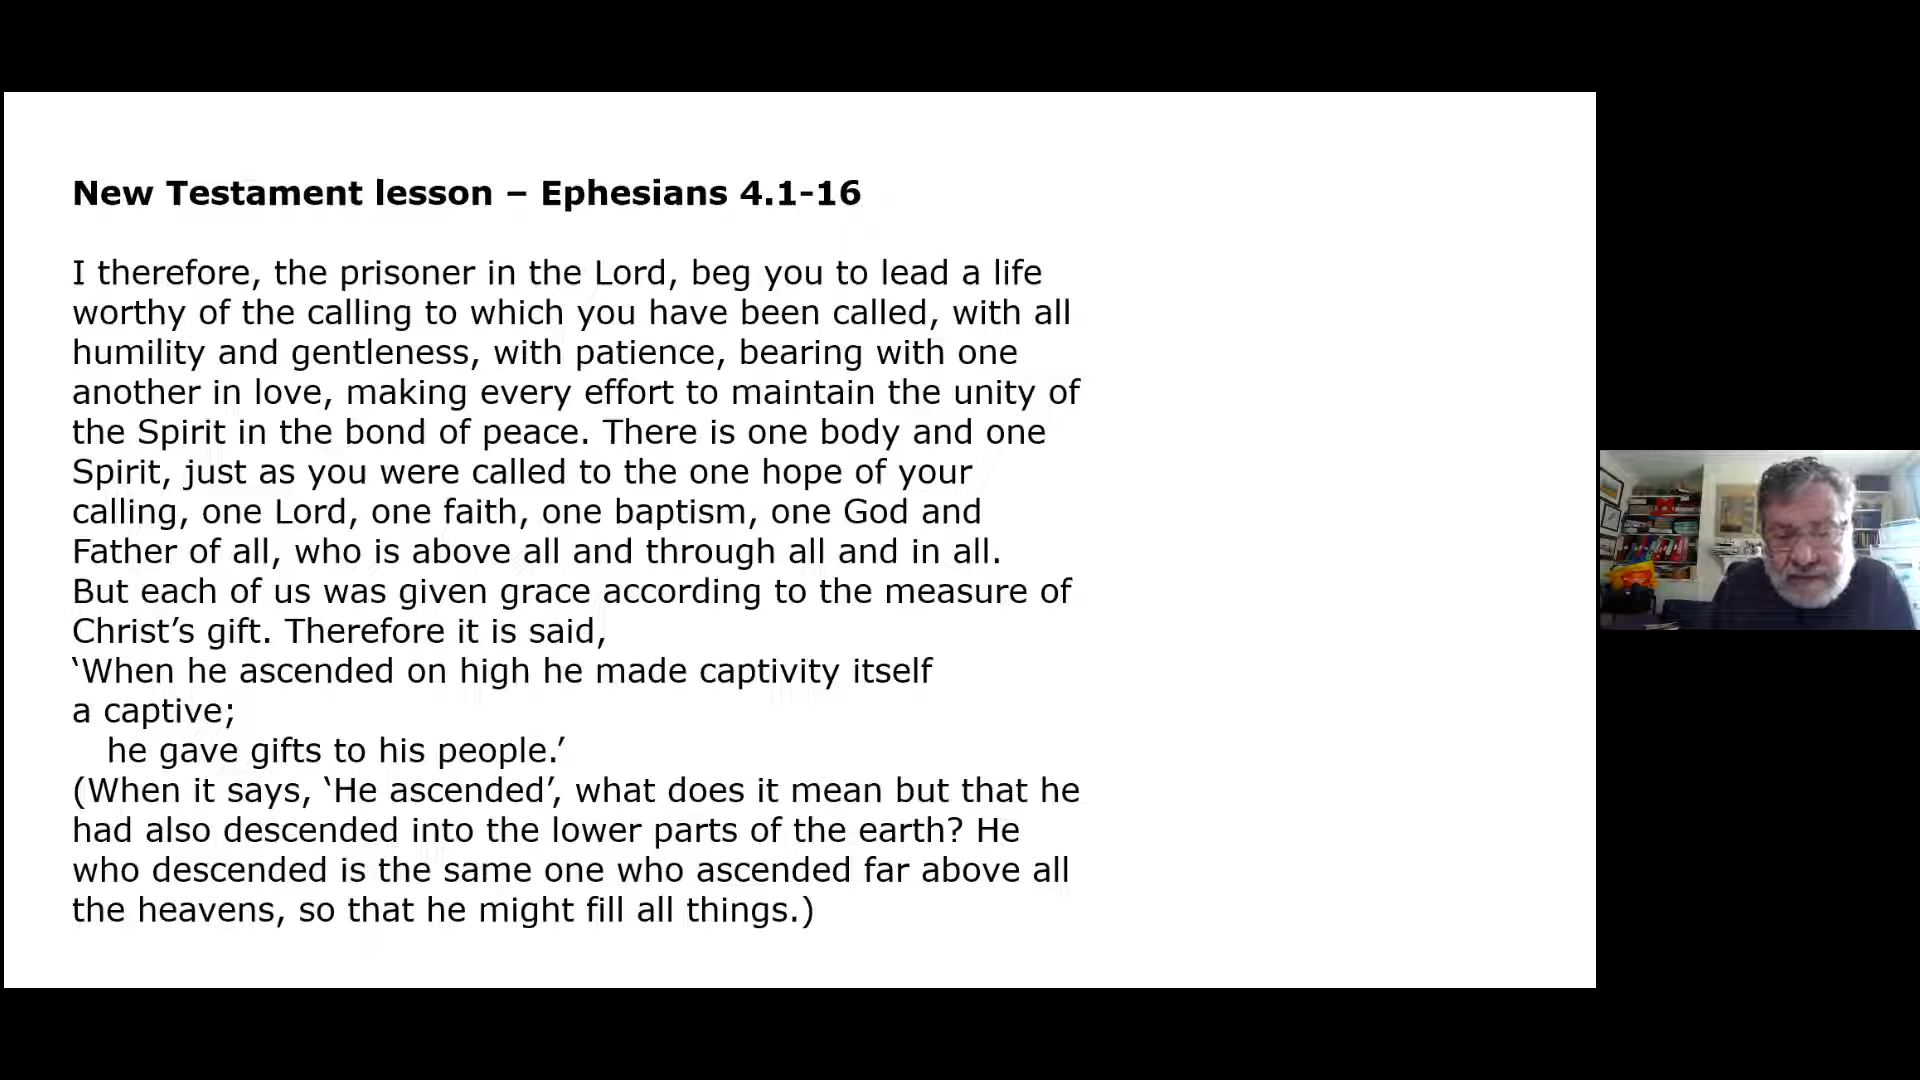 New Testament lesson – Ephesians 4.1-16
I therefore, the prisoner in the Lord, beg you to lead a life
worthy of the calling to which you have been called, with all
humility and gentleness, with patience, bearing with one
another in love, making every effort to maintain the unity of
the Spirit in the bond of peace. There is one body and one
Spirit, just as you were called to the one hope of your
calling, one Lord, one faith, one baptism, one God and
Father of all, who is above all and through all and in all.
But each of us was given grace according to the measure of
Christ’s gift. Therefore it is said,
‘When he ascended on high he made captivity itself
a captive;
he gave gifts to his people.’
(When it says, ‘He ascended’, what does it mean but that he
had also descended into the lower parts of the earth? He
who descended is the same one who ascended far above all
the heavens, so that he might fill all things.)